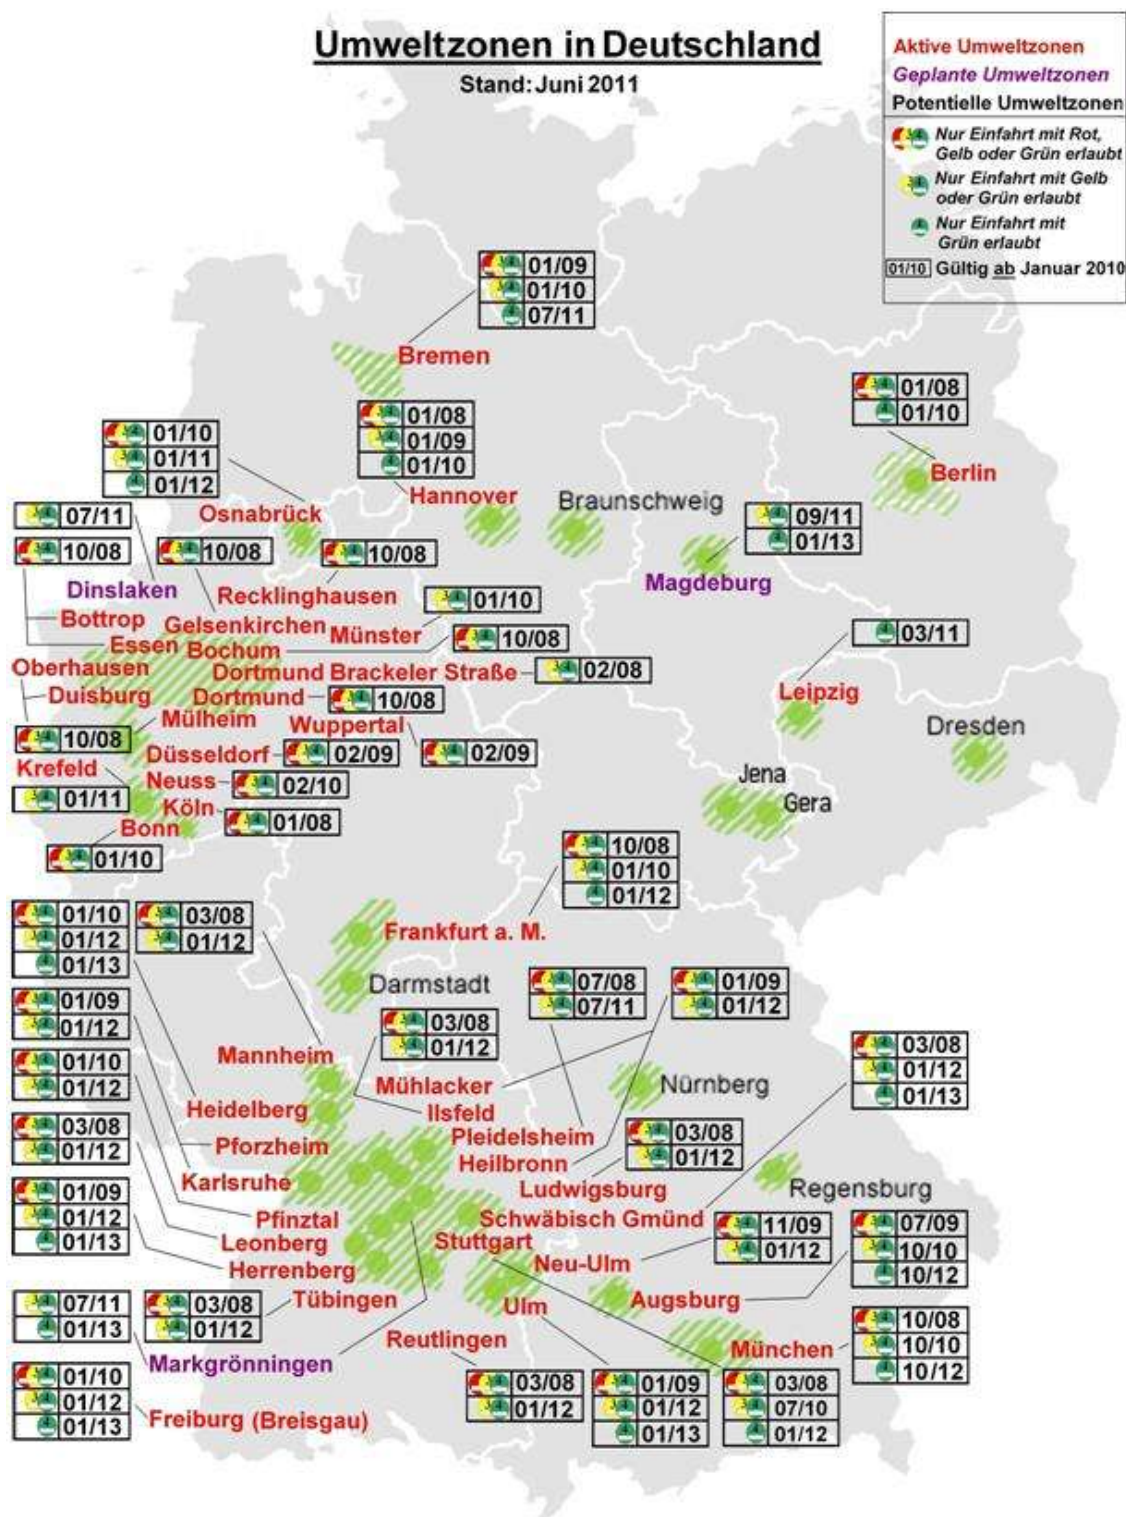 Umweltzonen in Deutschland
Stand: Juni 2011
Aktive Umweltzonen
Geplante Umweltzonen
Potentielle Umweltzonen
Nur Einfahrt mit Rot,
Gelb oder Grün erlaubt
Nur Einfahrt mit Gelb
oder Grün erlaubt
Nur Einfahrt mit
Grün erlaubt
01/10 Gültig ab Januar 2010
01/09
01/10
07/11
Bremen
01/08
01/10
Berlin
01/08
01/09
01/10
Hannover
01/10
01/11
01/12
Osnabrück
Braunschweig
09/11
01/13
Magdeburg
07/11
10/08
10/08
10/08
Dinslaken
Recklinghausen
01/10
Bottrop
Gelsenkirchen
Münster
Essen
Bochum
10/08
03/11
Oberhausen
Dortmund Brackeler Straße
02/08
Duisburg
Dortmund
10/08
Leipzig
Mülheim
Wuppertal
Dresden
10/08
Düsseldorf
02/09
02/09
Krefeld
Neuss
02/10
Jena
01/11
Köln
01/08
Gera
Bonn
01/10
10/08
01/10
01/12
Frankfurt a. M.
01/10
01/12
01/13
03/08
01/12
Darmstadt
07/08
07/11
01/09
01/12
01/09
01/12
03/08
01/12
03/08
01/12
01/13
Mannheim
01/10
01/12
Mühlacker
Nürnberg
Heidelberg
Ilsfeld
03/08
01/12
Pforzheim
Pleidelsheim
03/08
01/12
Heilbronn
Karlsruhe
Ludwigsburg
Regensburg
01/09
01/12
01/13
Pfinztal
Schwäbisch Gmünd
11/09
01/12
07/09
10/10
10/12
Leonberg
Stuttgart
Herrenberg
Neu-Ulm
07/11
01/13
03/08
01/12
Tübingen
Ulm
Augsburg
Reutlingen
München
10/08
10/10
10/12
Markgrönningen
01/10
01/12
01/13
Freiburg (Breisgau)
03/08
01/12
01/09
01/12
01/13
03/08
07/10
01/12